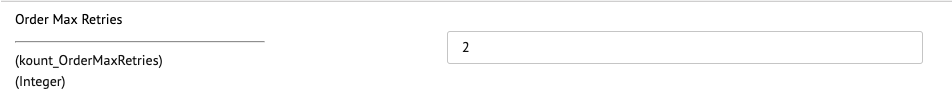 Order Max Retries
2
(kount_OrderMaxRetries)
(Integer)